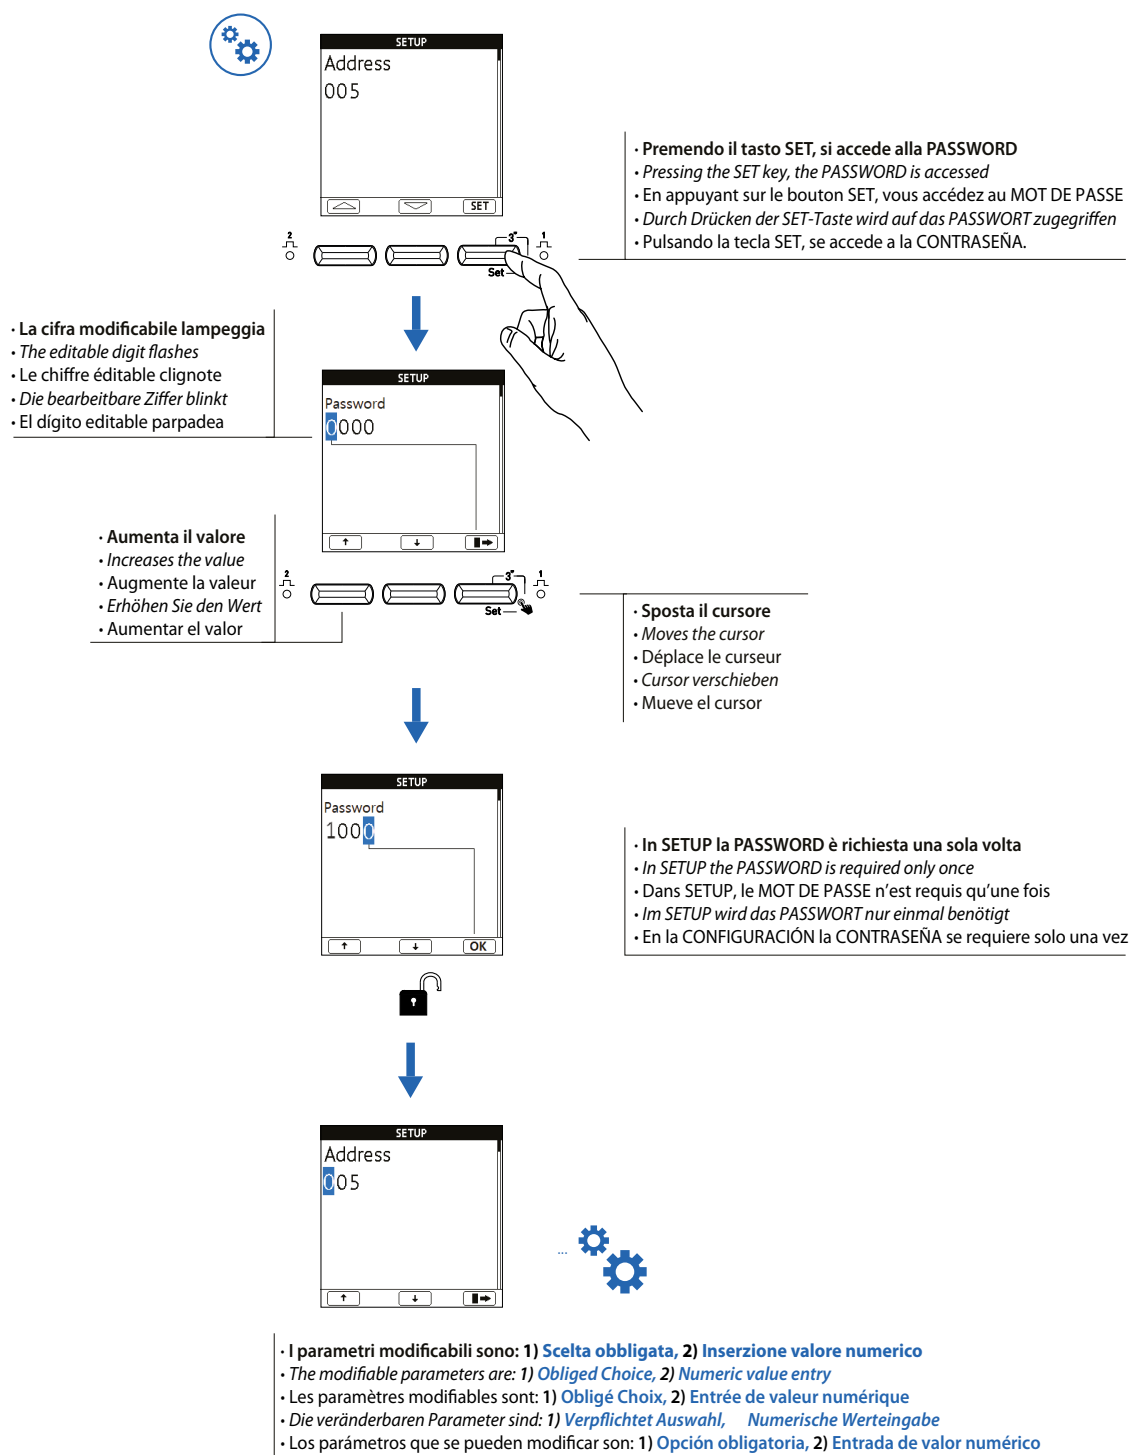 SETUP
Address
005
SET
2
3"
1
Set
· Premendo il tasto SET, si accede alla PASSWORD
• Pressing the SET key, the PASSWORD is accessed
• En appuyant sur le bouton SET, vous accédez au MOT DE PASSE
• Durch Drücken der SET-Taste wird auf das PASSWORT zugegriffen
• Pulsando la tecla SET, se accede a la CONTRASEÑA.
· La cifra modificabile lampeggia
• The editable digit flashes
• Le chiffre éditable clignote
• Die bearbeitbare Ziffer blinkt
• El dígito editable parpadea
SETUP
Password
0000
· Aumenta il valore
• Increases the value
• Augmente la valeur
• Erhöhen Sie den Wert
• Aumentar el valor
2
3"
1
Set
· Sposta il cursore
• Moves the cursor
• Déplace le curseur
• Cursor verschieben
• Mueve el cursor
SETUP
Password
1000
OK
· In SETUP la PASSWORD è richiesta una sola volta
• In SETUP the PASSWORD is required only once
• Dans SETUP, le MOT DE PASSE n'est requis qu'une fois
• Im SETUP wird das PASSWORT nur einmal benötigt
• En la CONFIGURACIÓN la CONTRASEÑA se requiere solo una vez
SETUP
Address
005
...
· I parametri modificabili sono: 1) Scelta obbligata, 2) Inserzione valore numerico
• The modifiable parameters are: 1) Obliged Choice, 2) Numeric value entry
• Les paramètres modifiables sont: 1) Obligé Choix, 2) Entrée de valeur numérique
• Die veränderbaren Parameter sind: 1) Verpflichtet Auswahl, Numerische Werteingabe
• Los parámetros que se pueden modificar son: 1) Opción obligatoria, 2) Entrada de valor numérico